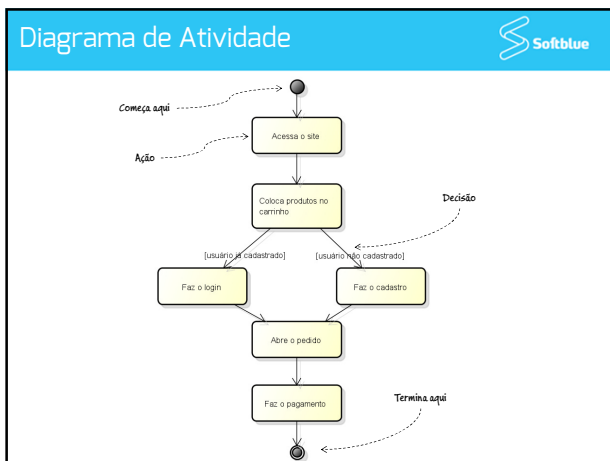 Diagrama de Atividade
Softblue
Começa aqui
Acessa o site
Ação
Coloca produtos no
carrinho
Decisão
[usuário já cadastrado]
[usuário não cadastrado]
Faz o login
Faz o cadastro
Abre o pedido
Faz o pagamento
Termina aqui